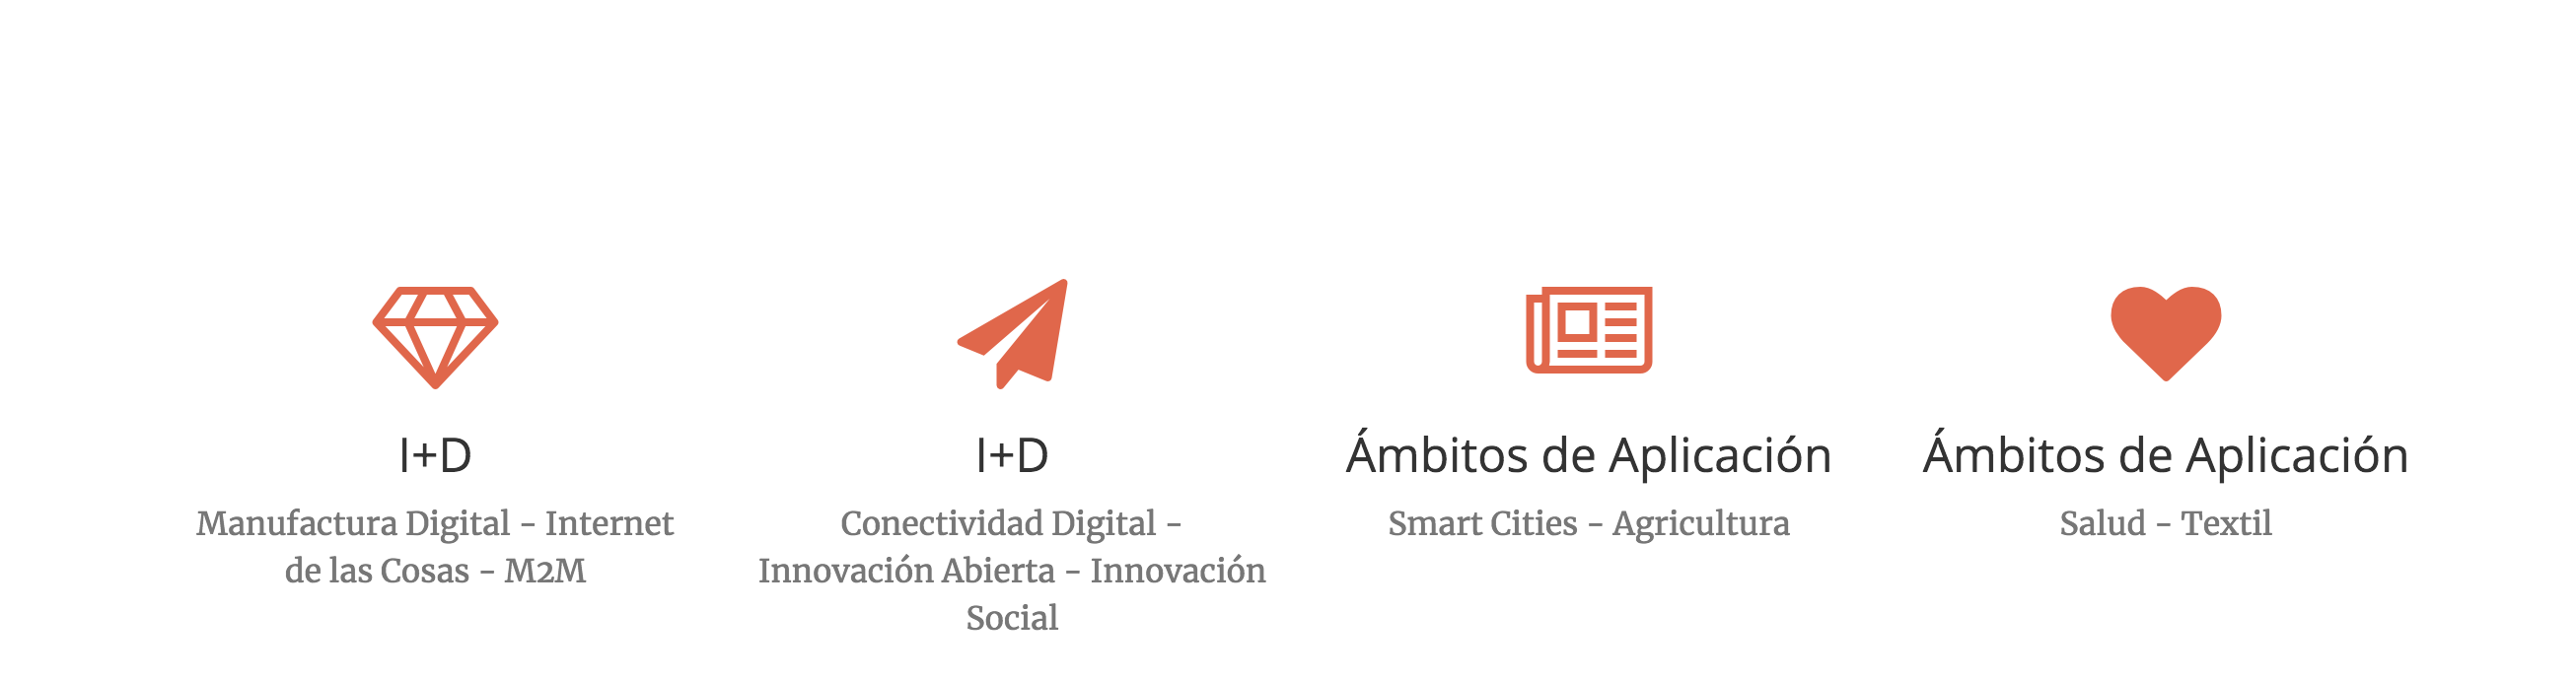 I+D
Manufactura Digital - Internet
de las Cosas - M2M
I+D
Conectividad Digital -
Innovación Abierta - Innovación
Social
Ámbitos de Aplicación
Smart Cities - Agricultura
Ámbitos de Aplicación
Salud - Textil